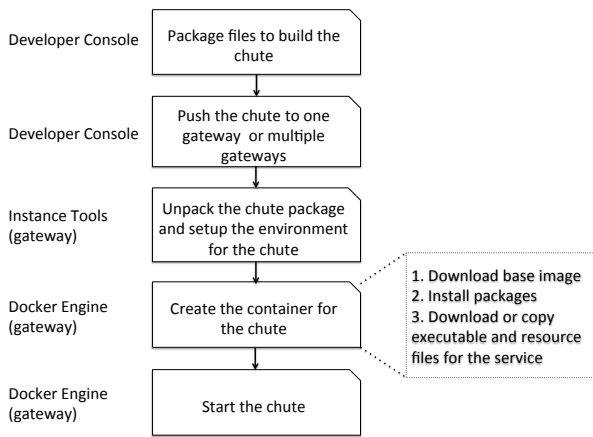 Developer Console
Package files to build the
chute
Developer Console
Push the chute to one
gateway or multiple
gateways
Instance Tools
(gateway)
Unpack the chute package
and setup the environment
for the chute
Docker Engine
(gateway)
Create the container for
the chute
1. Download base image
2. Install packages
3. Download or copy
executable and resource
files for the service
Docker Engine
(gateway)
Start the chute